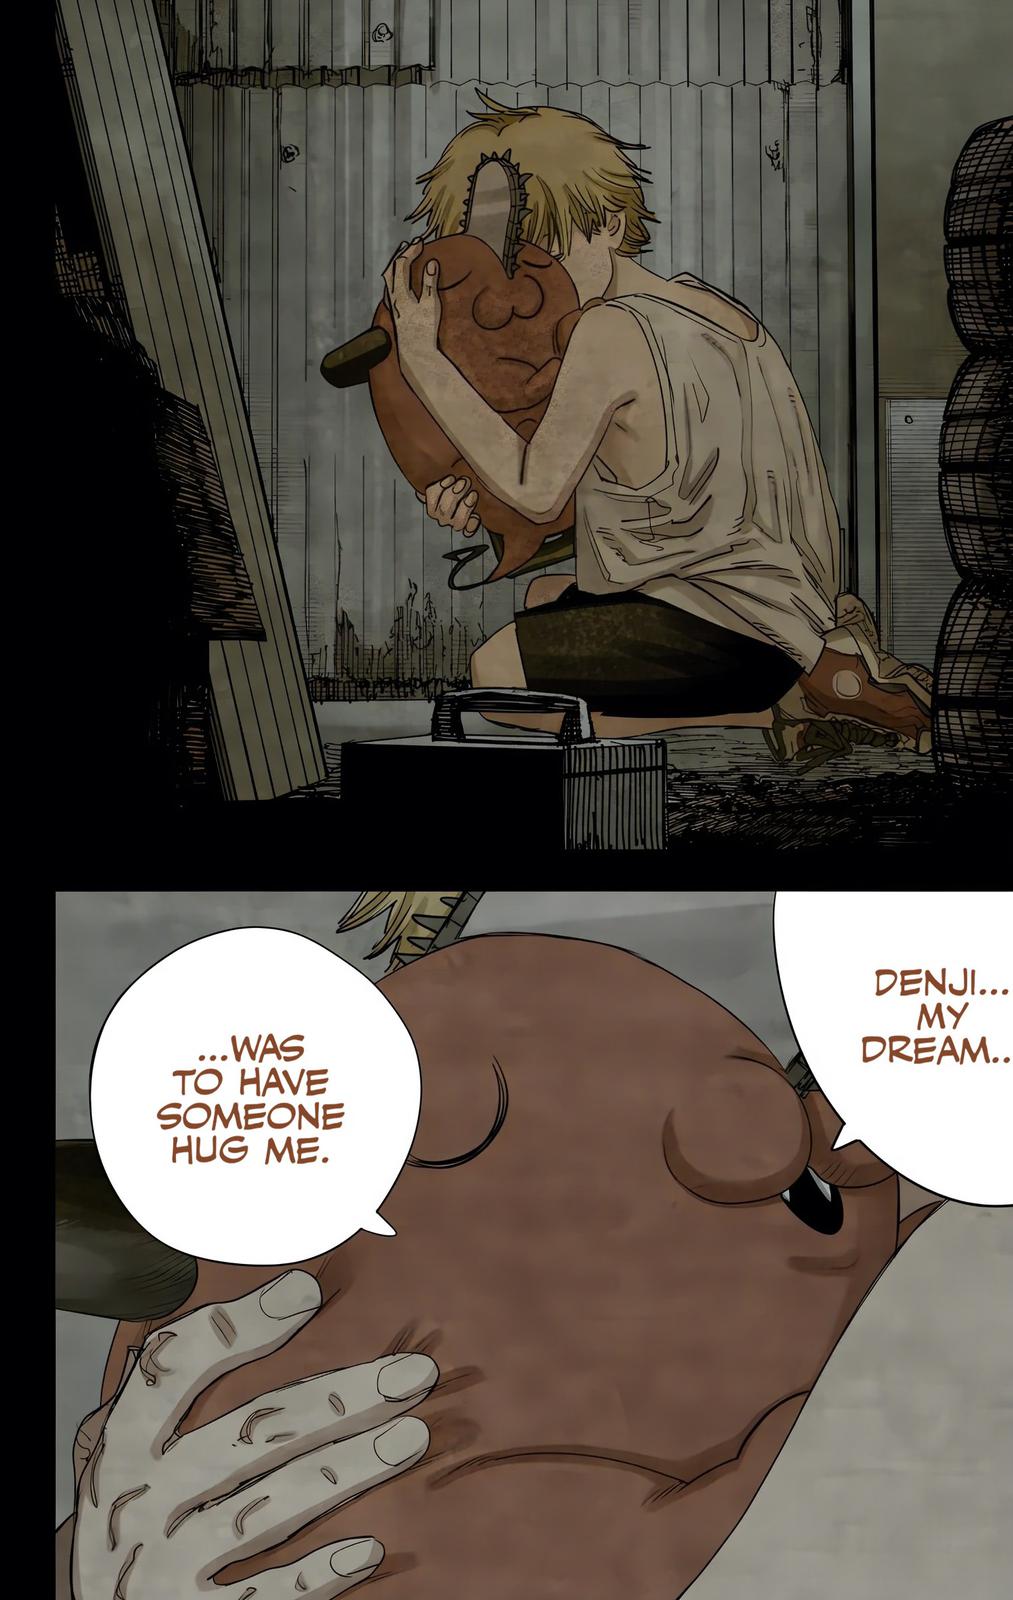 DENJI...
MY
DREAM..
...WAS
TO HAVE
SOMEONE
HUG ME.